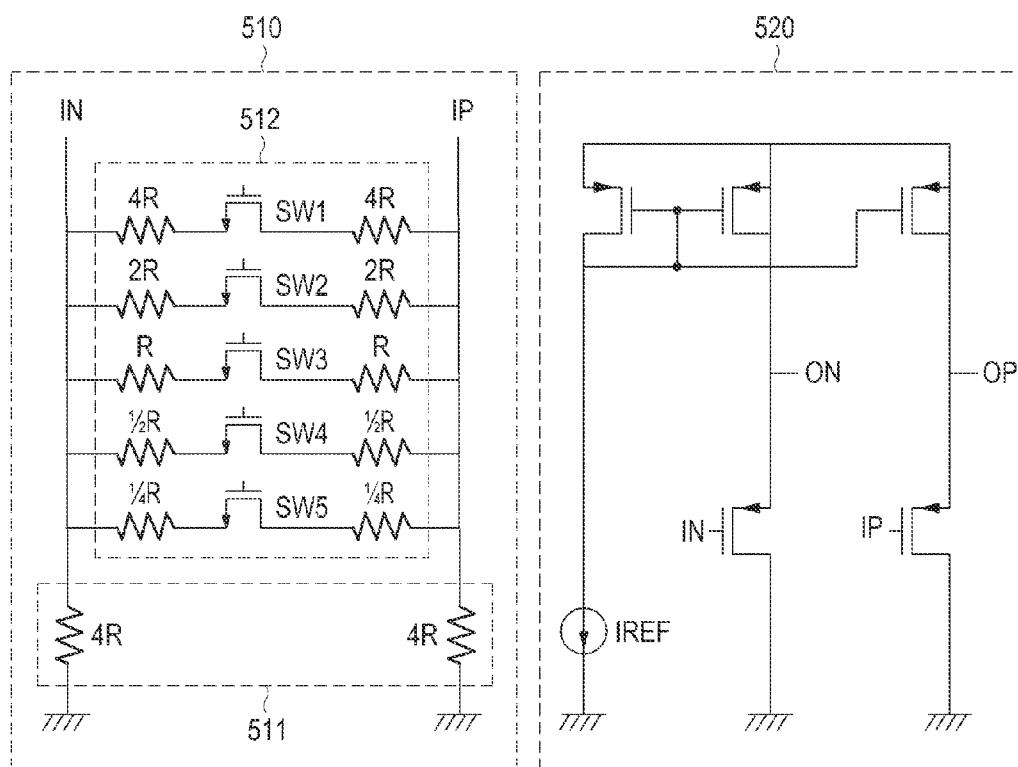 510
520
IN
IP
512
4R
SW1
4R
2R
SW2
2R
R
SW3
R
½R
SW4
½R
¼R
SW5
¼R
4R
4R
511
ON
OP
IN
IP
IREF